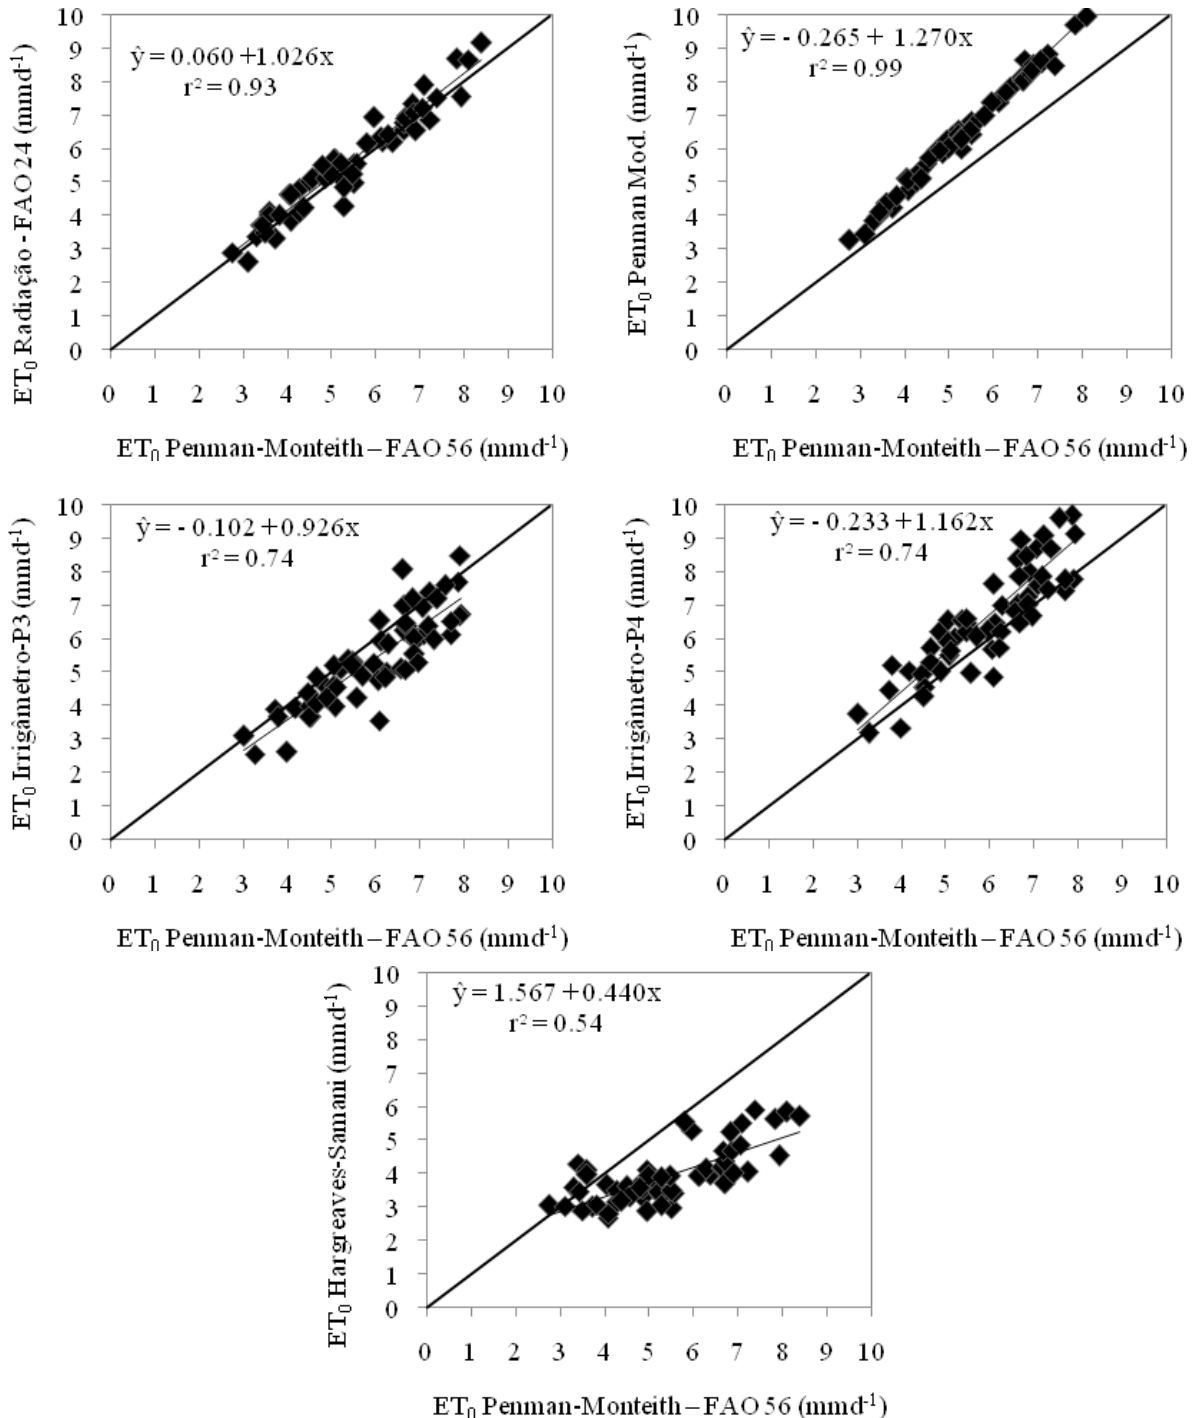 ŷ = 0.060 +1.026x
r² = 0.93
ET₀ Radiação - FAO 24 (mmd⁻¹)
10
9
8
7
6
5
4
3
2
1
0
0 1 2 3 4 5 6 7 8 9 10
ET₀ Penman-Monteith – FAO 56 (mmd⁻¹)
ŷ = - 0.265 + 1.270x
r² = 0.99
ET₀ Penman Mod. (mmd⁻¹)
10
9
8
7
6
5
4
3
2
1
0
0 1 2 3 4 5 6 7 8 9 10
ET₀ Penman-Monteith – FAO 56 (mmd⁻¹)
ŷ = - 0.102 + 0.926x
r² = 0.74
ET₀ Irrigâmetro-P3 (mmd⁻¹)
10
9
8
7
6
5
4
3
2
1
0
0 1 2 3 4 5 6 7 8 9 10
ET₀ Penman-Monteith – FAO 56 (mmd⁻¹)
ŷ = - 0.233 + 1.162x
r² = 0.74
ET₀ Irrigâmetro-P4 (mmd⁻¹)
10
9
8
7
6
5
4
3
2
1
0
0 1 2 3 4 5 6 7 8 9 10
ET₀ Penman-Monteith – FAO 56 (mmd⁻¹)
ŷ = 1.567 + 0.440x
r² = 0.54
ET₀ Hargreaves-Samani (mmd⁻¹)
10
9
8
7
6
5
4
3
2
1
0
0 1 2 3 4 5 6 7 8 9 10
ET₀ Penman-Monteith – FAO 56 (mmd⁻¹)